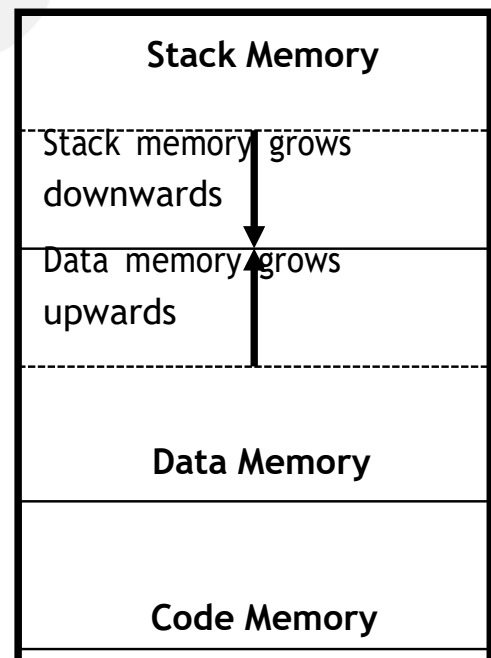 Stack Memory
Stack memory grows
downwards
Data memory grows
upwards
Data Memory
Code Memory